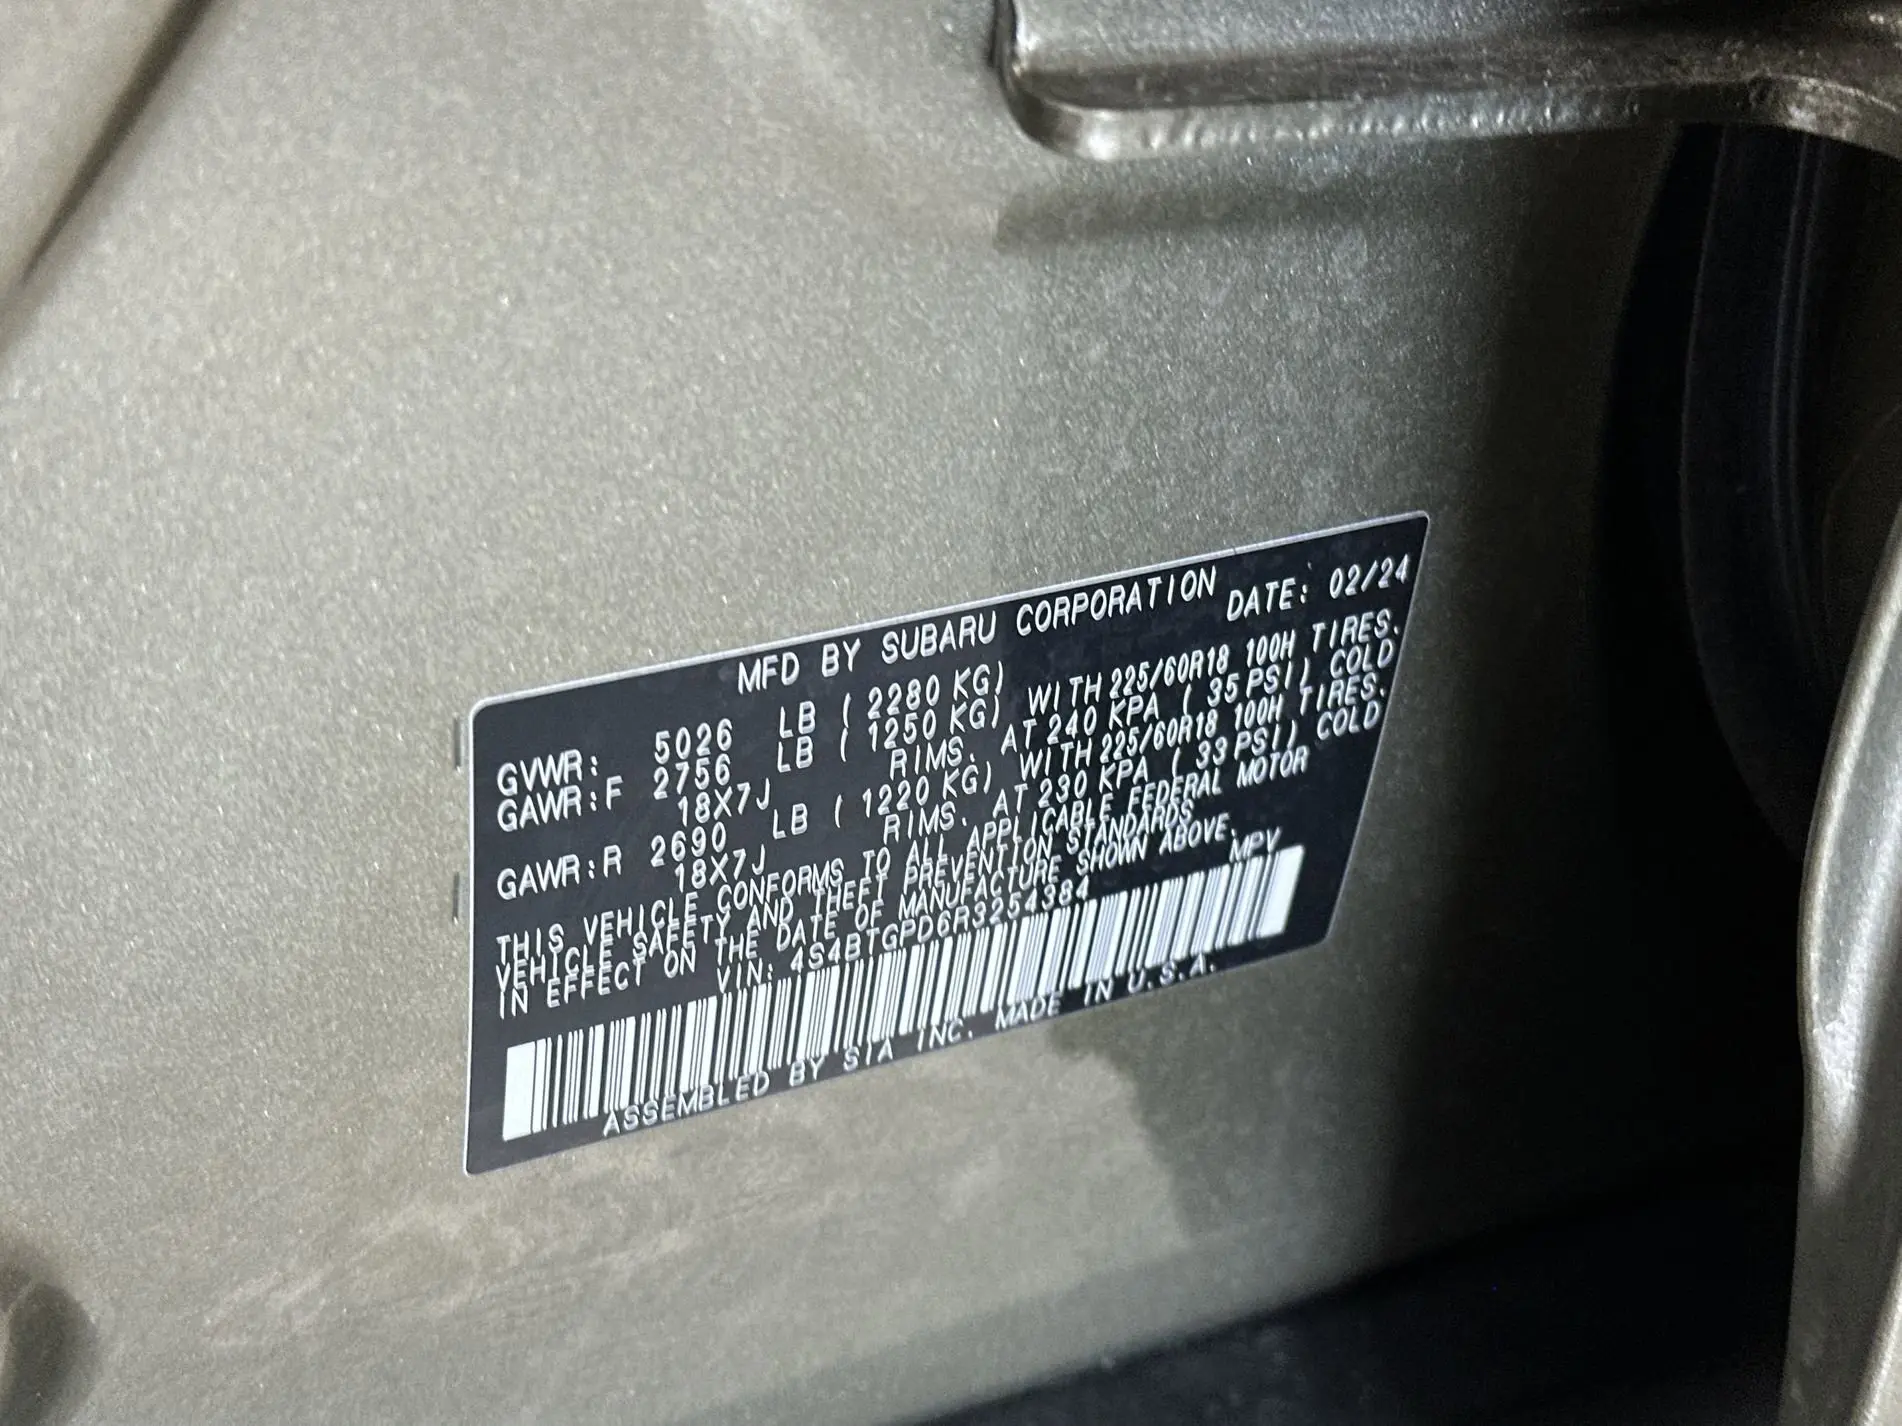 MFD BY SUBARU CORPORATION DATE: 02/24
GVWR: 5026 LB (2280 KG)
GAWR:F 2756 LB (1250 KG) WITH 225/60R18 100H TIRES.
18X7J RIMS. AT 240 KPA (35 PSI) COLD
GAWR:R 2690 LB (1220 KG) WITH 225/60R18 100H TIRES.
18X7J RIMS. AT 230 KPA (33 PSI) COLD
THIS VEHICLE CONFORMS TO ALL APPLICABLE FEDERAL MOTOR
VEHICLE SAFETY AND THEFT PREVENTION STANDARDS
IN EFFECT ON THE DATE OF MANUFACTURE SHOWN ABOVE.
VIN: 4S4BTGPD6R3254384 MPV
ASSEMBLED BY SIA INC. MADE IN U.S.A.